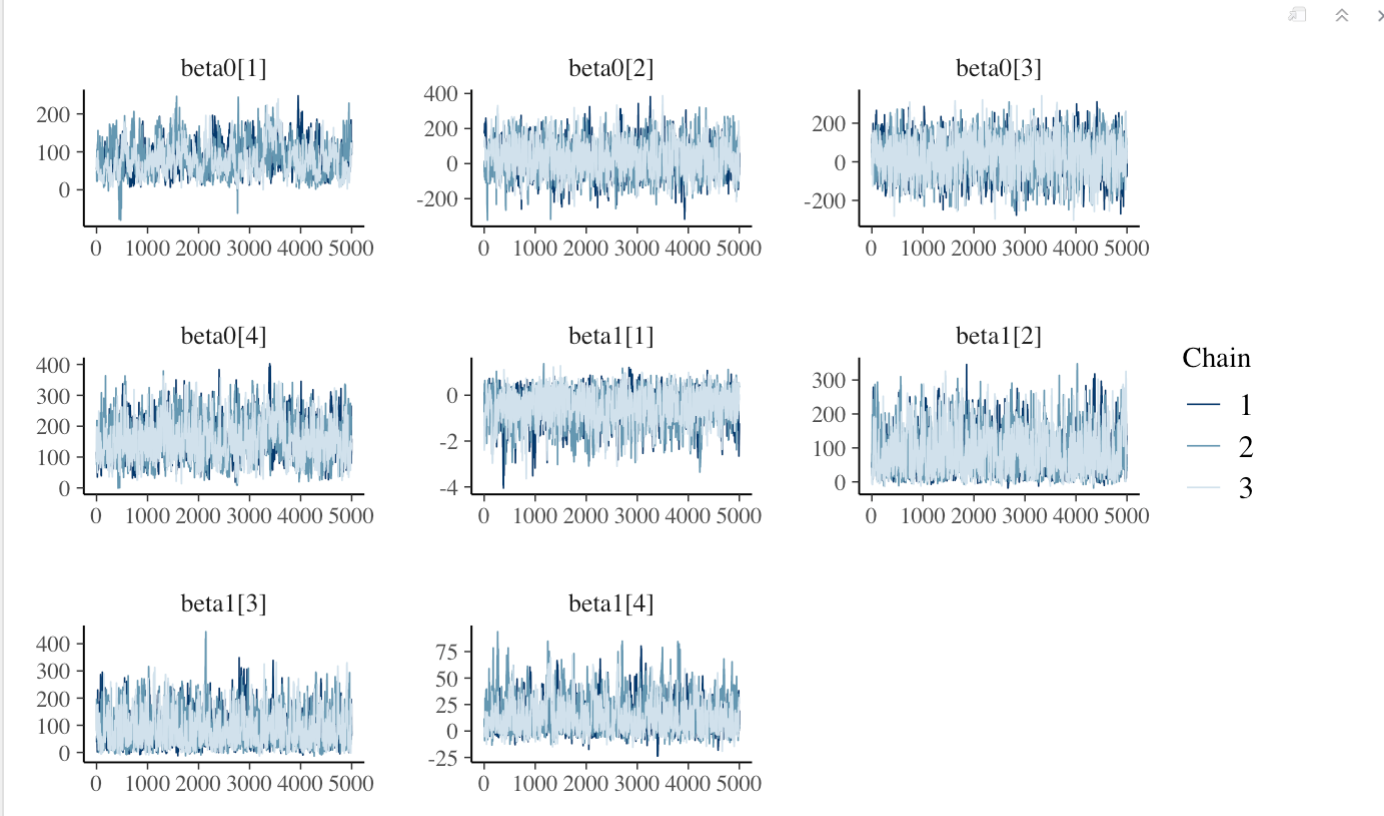 beta0[1] beta0[2] beta0[3]
200 100 0
400 200 0 -200
200 0 -200
0 1000 2000 3000 4000 5000
0 1000 2000 3000 4000 5000
0 1000 2000 3000 4000 5000
beta0[4] beta1[1] beta1[2]
400 300 200 100 0
0 -2 -4
300 200 100 0
0 1000 2000 3000 4000 5000
0 1000 2000 3000 4000 5000
0 1000 2000 3000 4000 5000
Chain
1
2
3
beta1[3] beta1[4]
400 300 200 100 0
75 50 25 0 -25
0 1000 2000 3000 4000 5000
0 1000 2000 3000 4000 5000